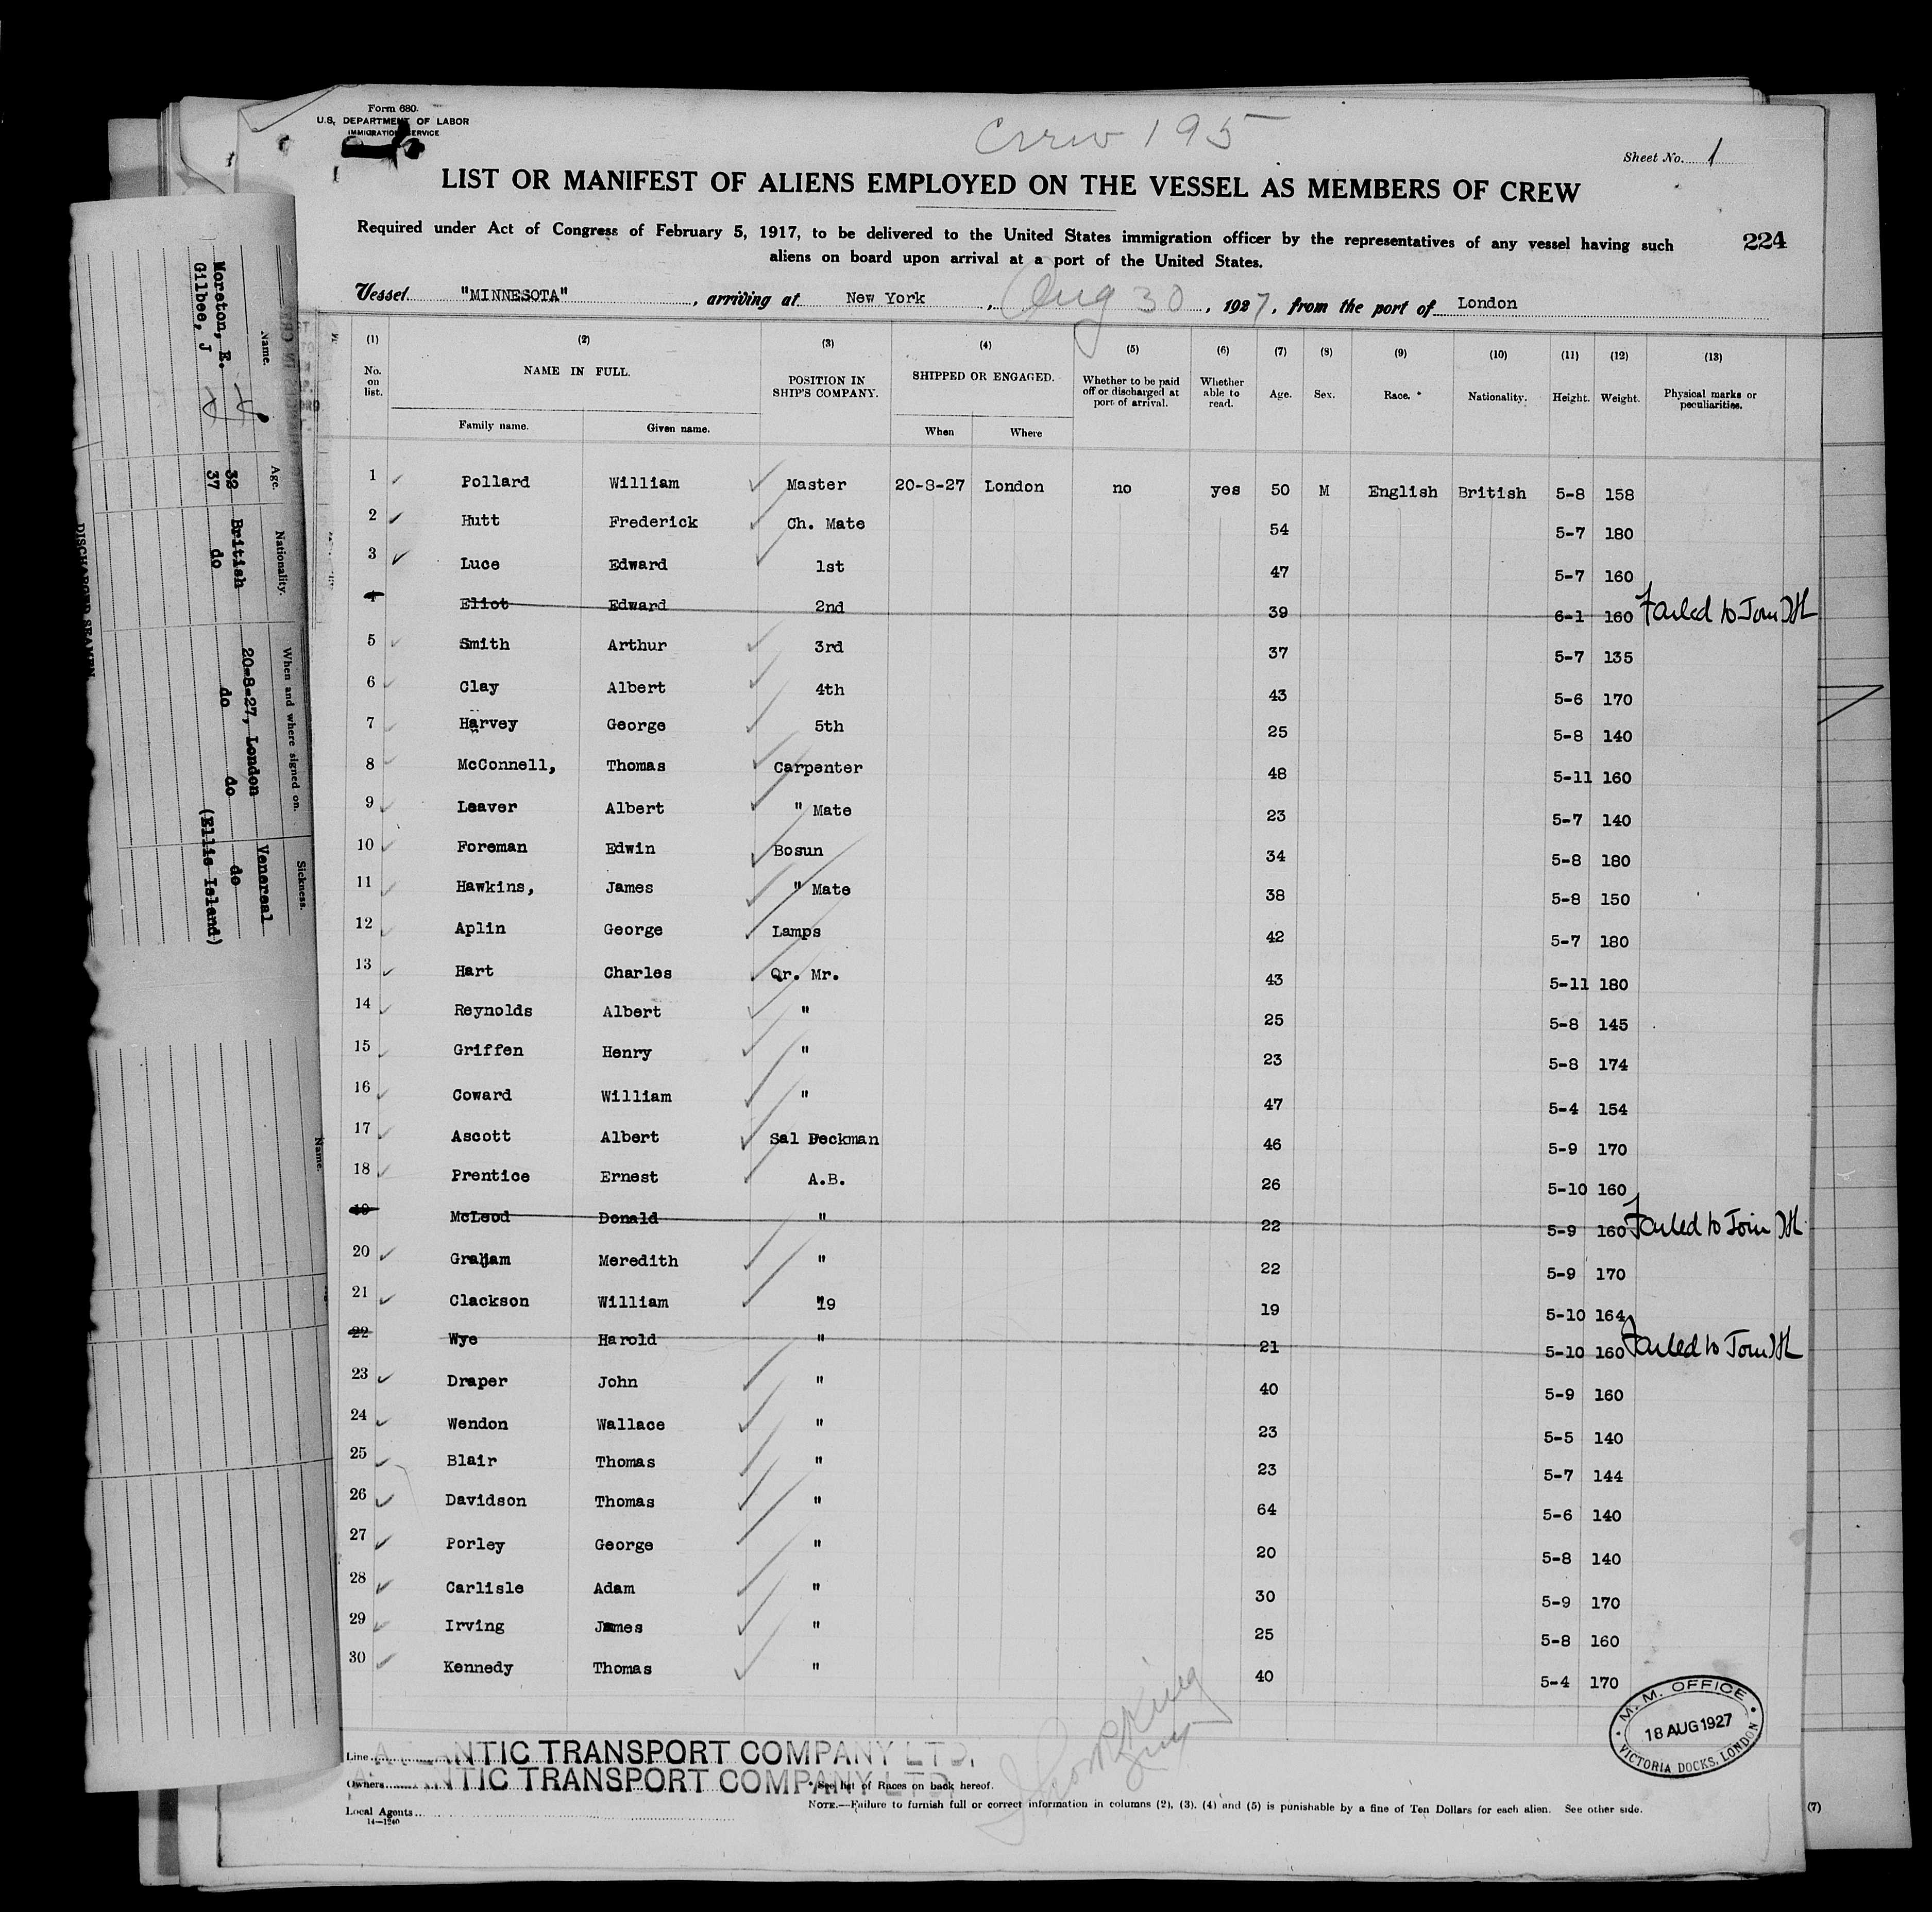 Form 680.
U.S. DEPARTMENT OF LABOR
IMMIGRATION SERVICE
Crew 195
Sheet No. 1
LIST OR MANIFEST OF ALIENS EMPLOYED ON THE VESSEL AS MEMBERS OF CREW
Required under Act of Congress of February 5, 1917, to be delivered to the United States immigration officer by the representatives of any vessel having such
aliens on board upon arrival at a port of the United States.
224
Vessel "MINNESOTA", arriving at New York, Aug 30, 1927, from the port of London
(1) (2) (3) (4) (5) (6) (7) (8) (9) (10) (11) (12) (13)
No. on list. NAME IN FULL. POSITION IN SHIP'S COMPANY. SHIPPED OR ENGAGED. Whether to be paid off or discharged at port of arrival. Whether able to read. Age. Sex. Race.* Nationality. Height. Weight. Physical marks or peculiarities.
Family name. Given name. When Where
1 Pollard William Master 20-8-27 London no yes 50 M English British 5-8 158
2 Hutt Frederick Ch. Mate 54 5-7 180
3 Luce Edward 1st 47 5-7 160
4 Eliot Edward 2nd 39 6-1 160 Failed to Join
5 Smith Arthur 3rd 37 5-7 135
6 Clay Albert 4th 43 5-6 170
7 Harvey George 5th 25 5-8 140
8 McConnell, Thomas Carpenter 48 5-11 160
9 Leaver Albert " Mate 23 5-7 140
10 Foreman Edwin Bosun 34 5-8 180
11 Hawkins, James " Mate 38 5-8 150
12 Aplin George Lamps 42 5-7 180
13 Hart Charles Qr. Mr. 43 5-11 180
14 Reynolds Albert " 25 5-8 145
15 Griffen Henry " 23 5-8 174
16 Coward William " 47 5-4 154
17 Ascott Albert Sal Deckman 46 5-9 170
18 Prentice Ernest A.B. 26 5-10 160
19 McLeod Donald " 22 5-9 160 Failed to Join
20 Graham Meredith " 22 5-9 170
21 Clackson William "19 19 5-10 164
22 Wye Harold " 21 5-10 160 Failed to Join
23 Draper John " 40 5-9 160
24 Wendon Wallace " 23 5-5 140
25 Blair Thomas " 23 5-7 144
26 Davidson Thomas " 64 5-6 140
27 Porley George " 20 5-8 140
28 Carlisle Adam " 30 5-9 170
29 Irving James " 25 5-8 160
30 Kennedy Thomas " 40 5-4 170
M. M. OFFICE
18 AUG 1927
VICTORIA DOCKS, LONDON
Line ATLANTIC TRANSPORT COMPANY LTD.
Owners ATLANTIC TRANSPORT COMPANY LTD.
Local Agents
14—1240
* See list of Races on back hereof.
NOTE.—Failure to furnish full or correct information in columns (2), (3), (4) and (5) is punishable by a fine of Ten Dollars for each alien. See other side.
(7)
DISCHARGED SEAMEN
Name. Age. Nationality. When and where signed on. Sickness.
Moreton, E. 32 British 20-8-27, London Venereal
Gilbee, J 37 do do do do
(Ellis Island)
Name.